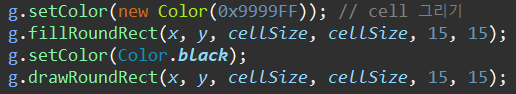 g.setColor(new Color(0x9999FF)); // cell 그리기
g.fillRoundRect(x, y, cellSize, cellSize, 15, 15);
g.setColor(Color.black);
g.drawRoundRect(x, y, cellSize, cellSize, 15, 15);